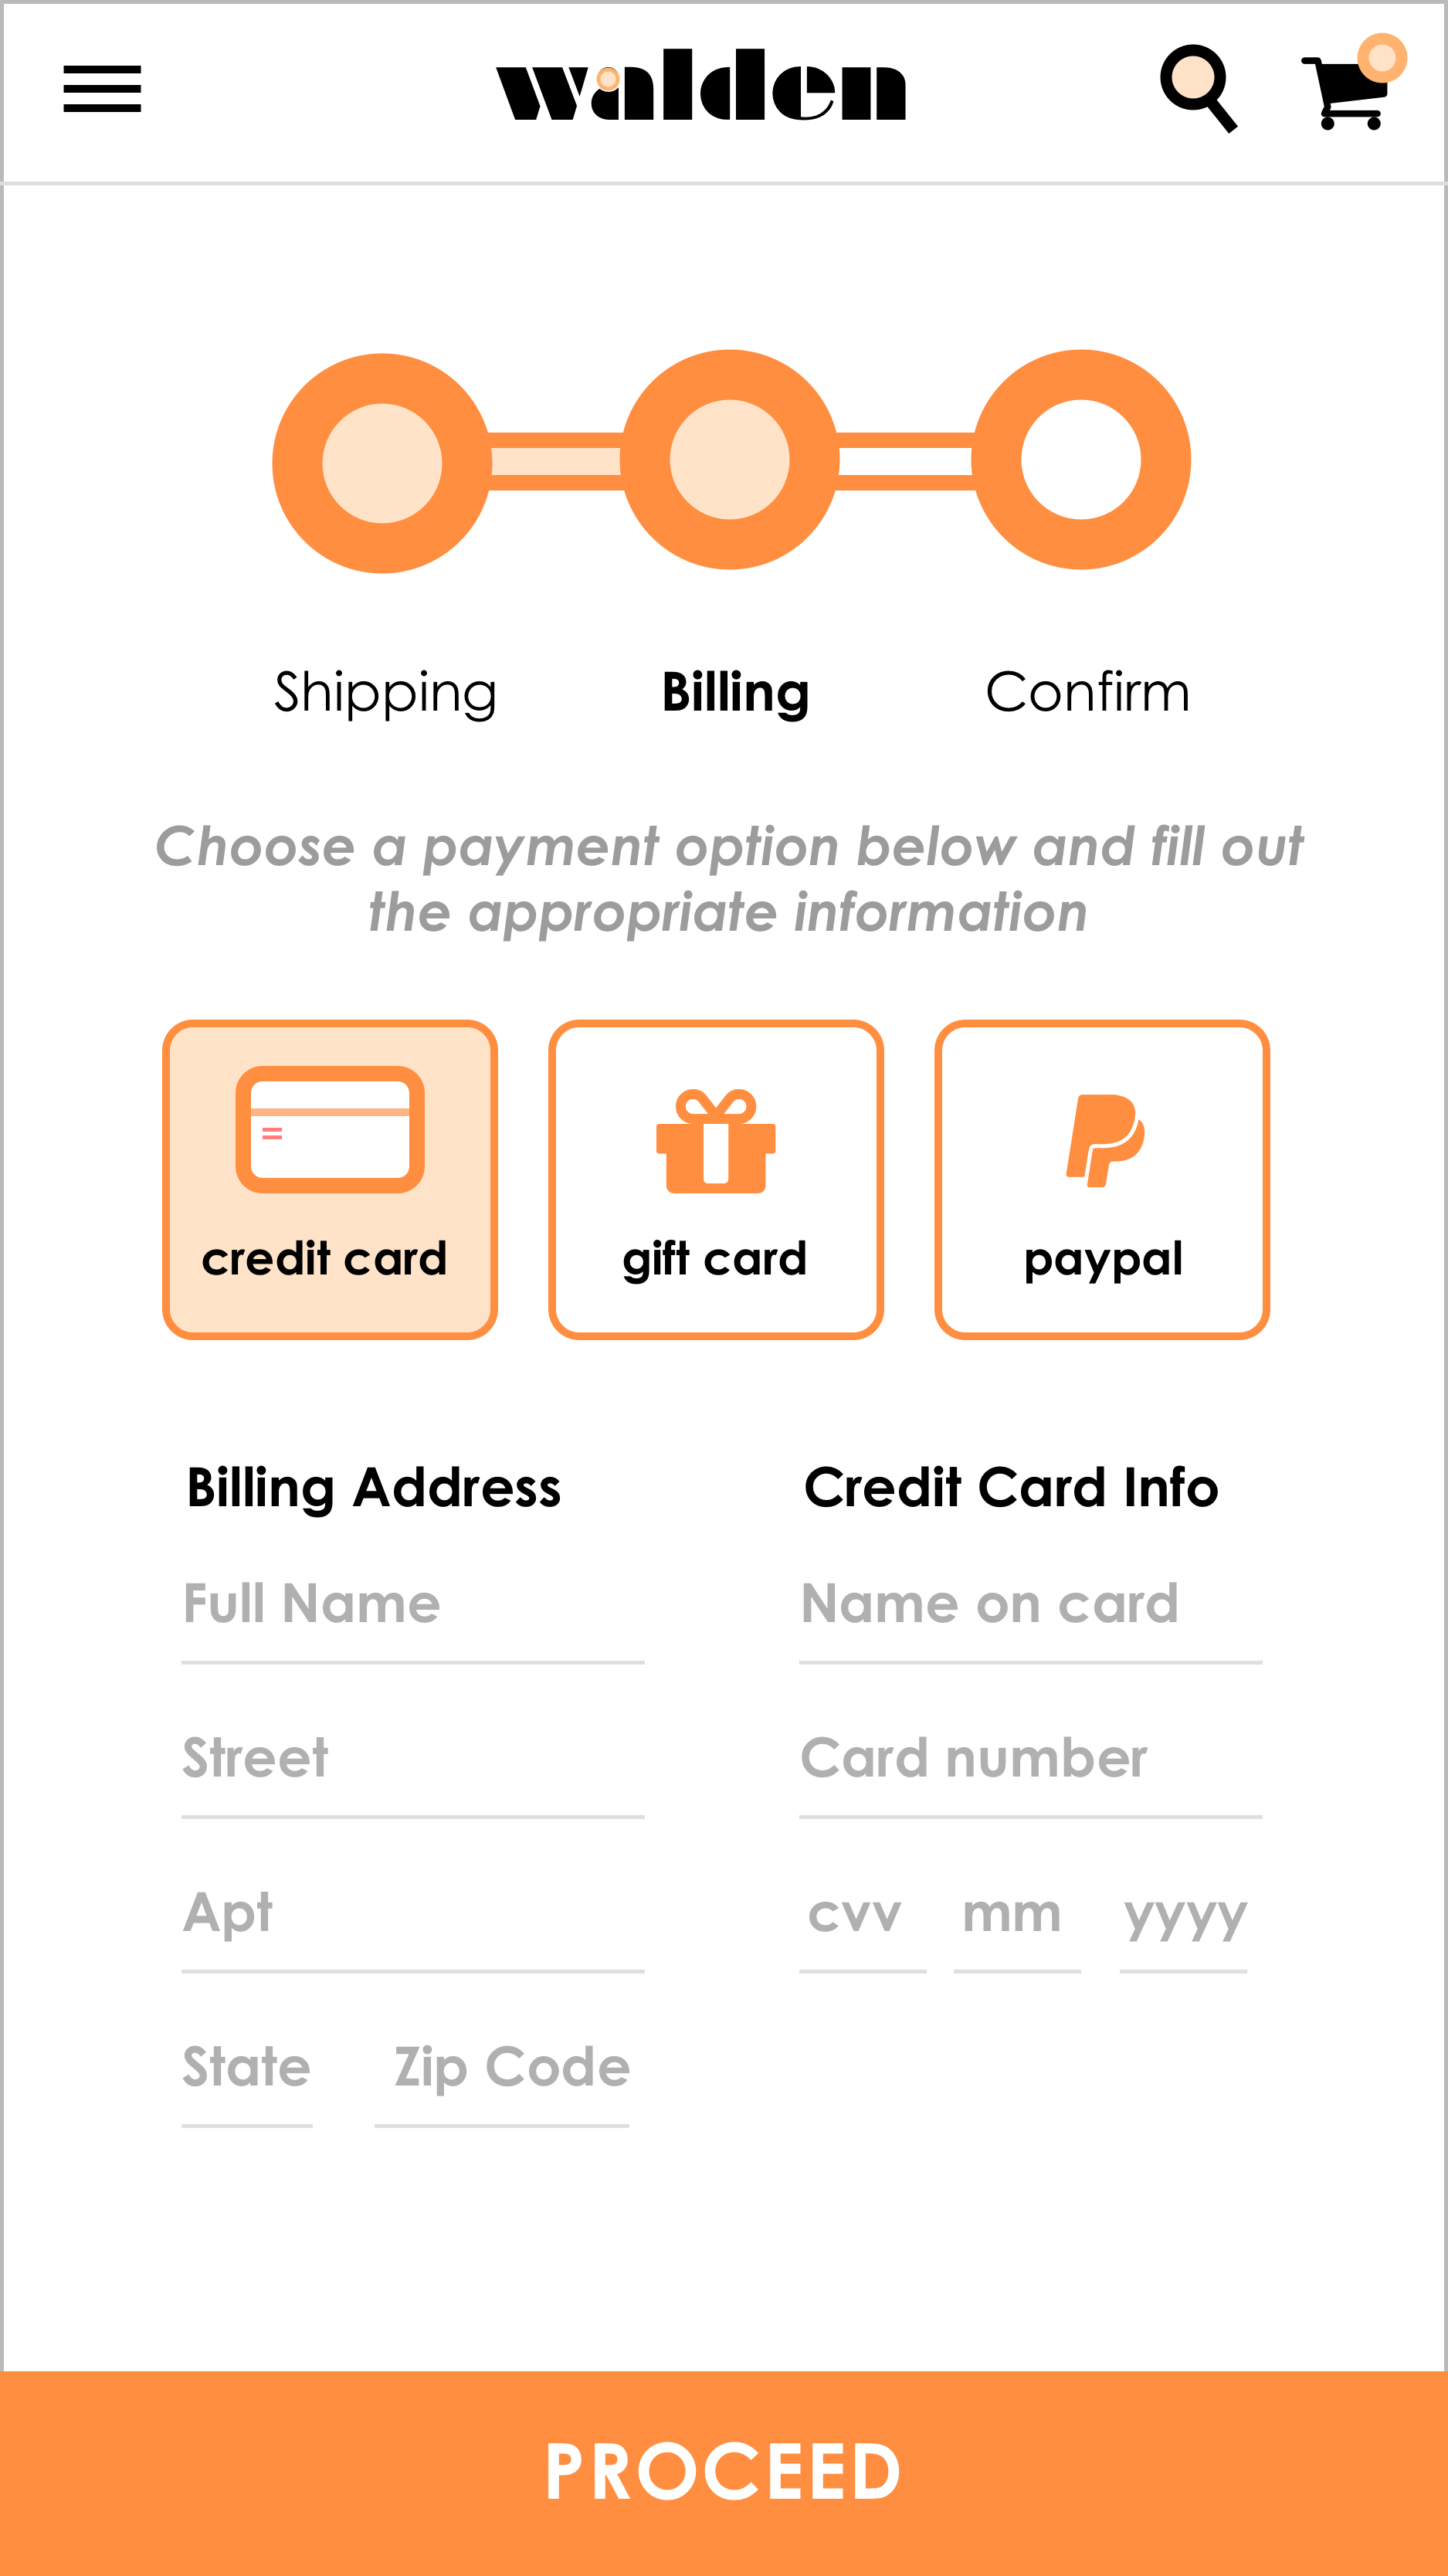 walden
Shipping Billing Confirm
Choose a payment option below and fill out
the appropriate information
credit card gift card paypal
Billing Address
Full Name
Street
Apt
State Zip Code
Credit Card Info
Name on card
Card number
cvv mm yyyy
PROCEED